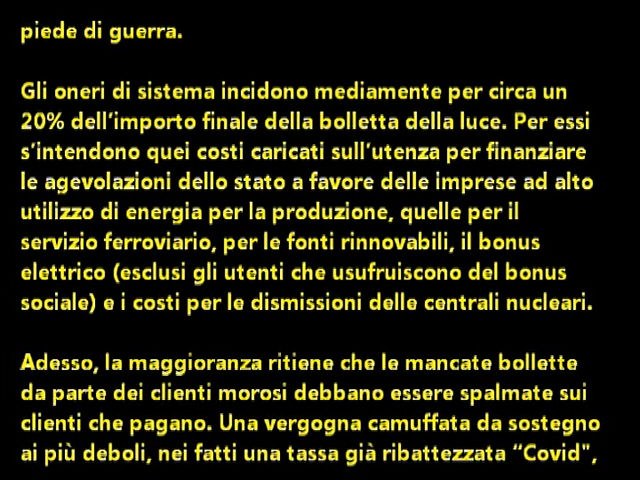 piede di guerra.
Gli oneri di sistema incidono mediamente per circa un
20% dell'importo finale della bolletta della luce. Per essi
s'intendono quei costi caricati sull'utenza per finanziare
le agevolazioni dello stato a favore delle imprese ad alto
utilizzo di energia per la produzione, quelle per il
servizio ferroviario, per le fonti rinnovabili, il bonus
elettrico (esclusi gli utenti che usufruiscono del bonus
sociale) e i costi per le dismissioni delle centrali nucleari.
Adesso, la maggioranza ritiene che le mancate bollette
da parte dei clienti morosi debbano essere spalmate sui
clienti che pagano. Una vergogna camuffata da sostegno
ai più deboli, nei fatti una tassa già ribattezzata “Covid",